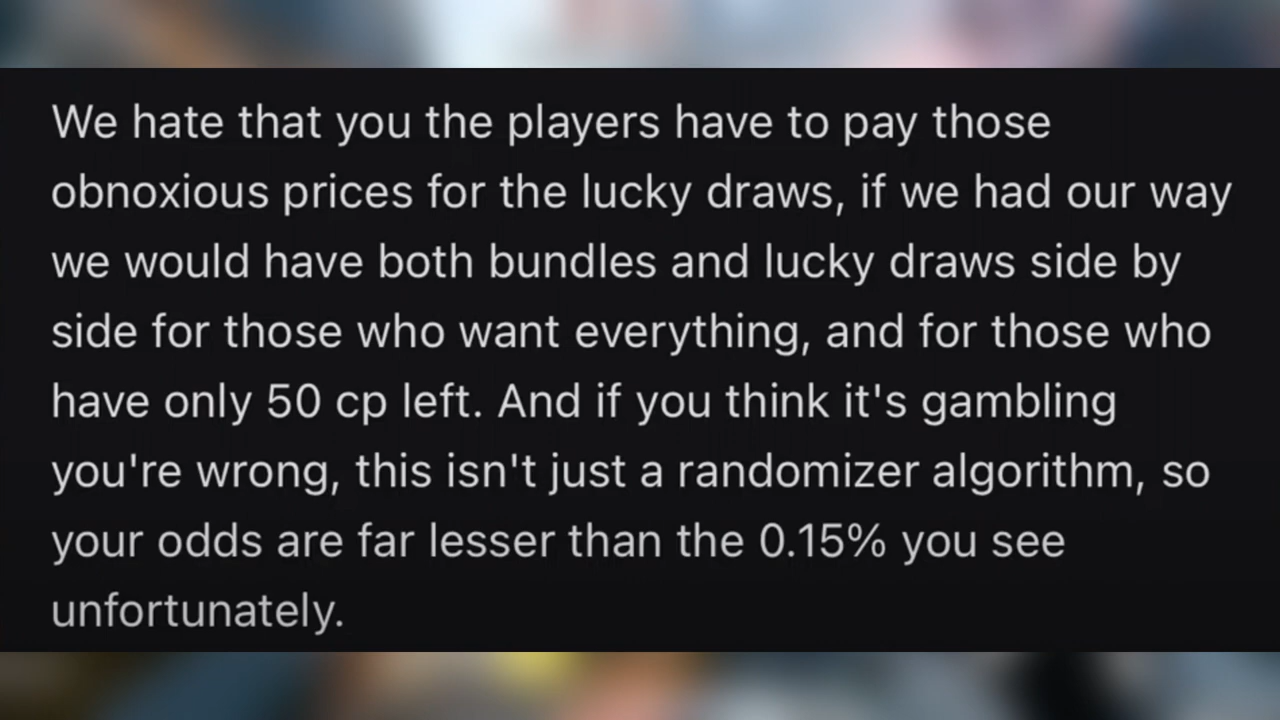 We hate that you the players have to pay those
obnoxious prices for the lucky draws, if we had our way
we would have both bundles and lucky draws side by
side for those who want everything, and for those who
have only 50 cp left. And if you think it's gambling
you're wrong, this isn't just a randomizer algorithm, so
your odds are far lesser than the 0.15% you see
unfortunately.